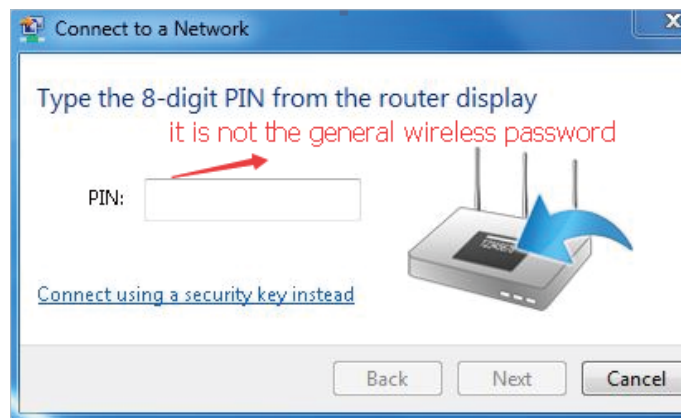 Connect to a Network
Type the 8-digit PIN from the router display
it is not the general wireless password
PIN:
12345670
Connect using a security key instead
Back
Next
Cancel